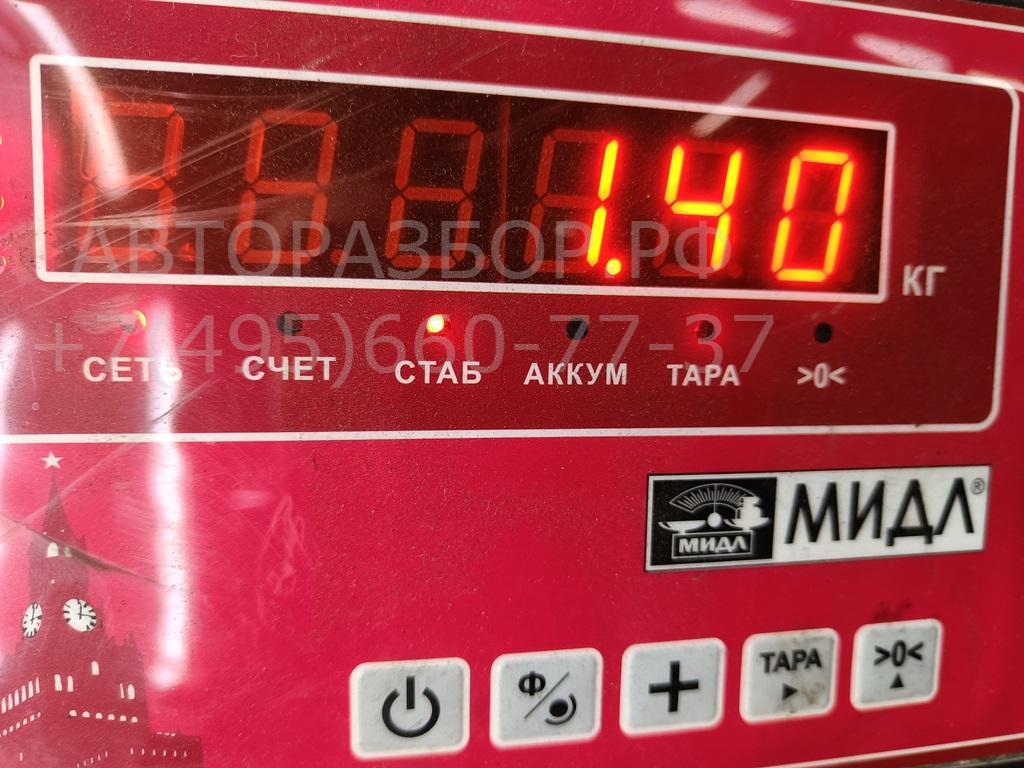 1.40
КГ
АВТОРАЗБОР.РФ
+7(495)660-77-37
СЕТЬ СЧЕТ СТАБ АККУМ ТАРА >0<
МИДЛ МИДЛ®
Ф + ТАРА >0<